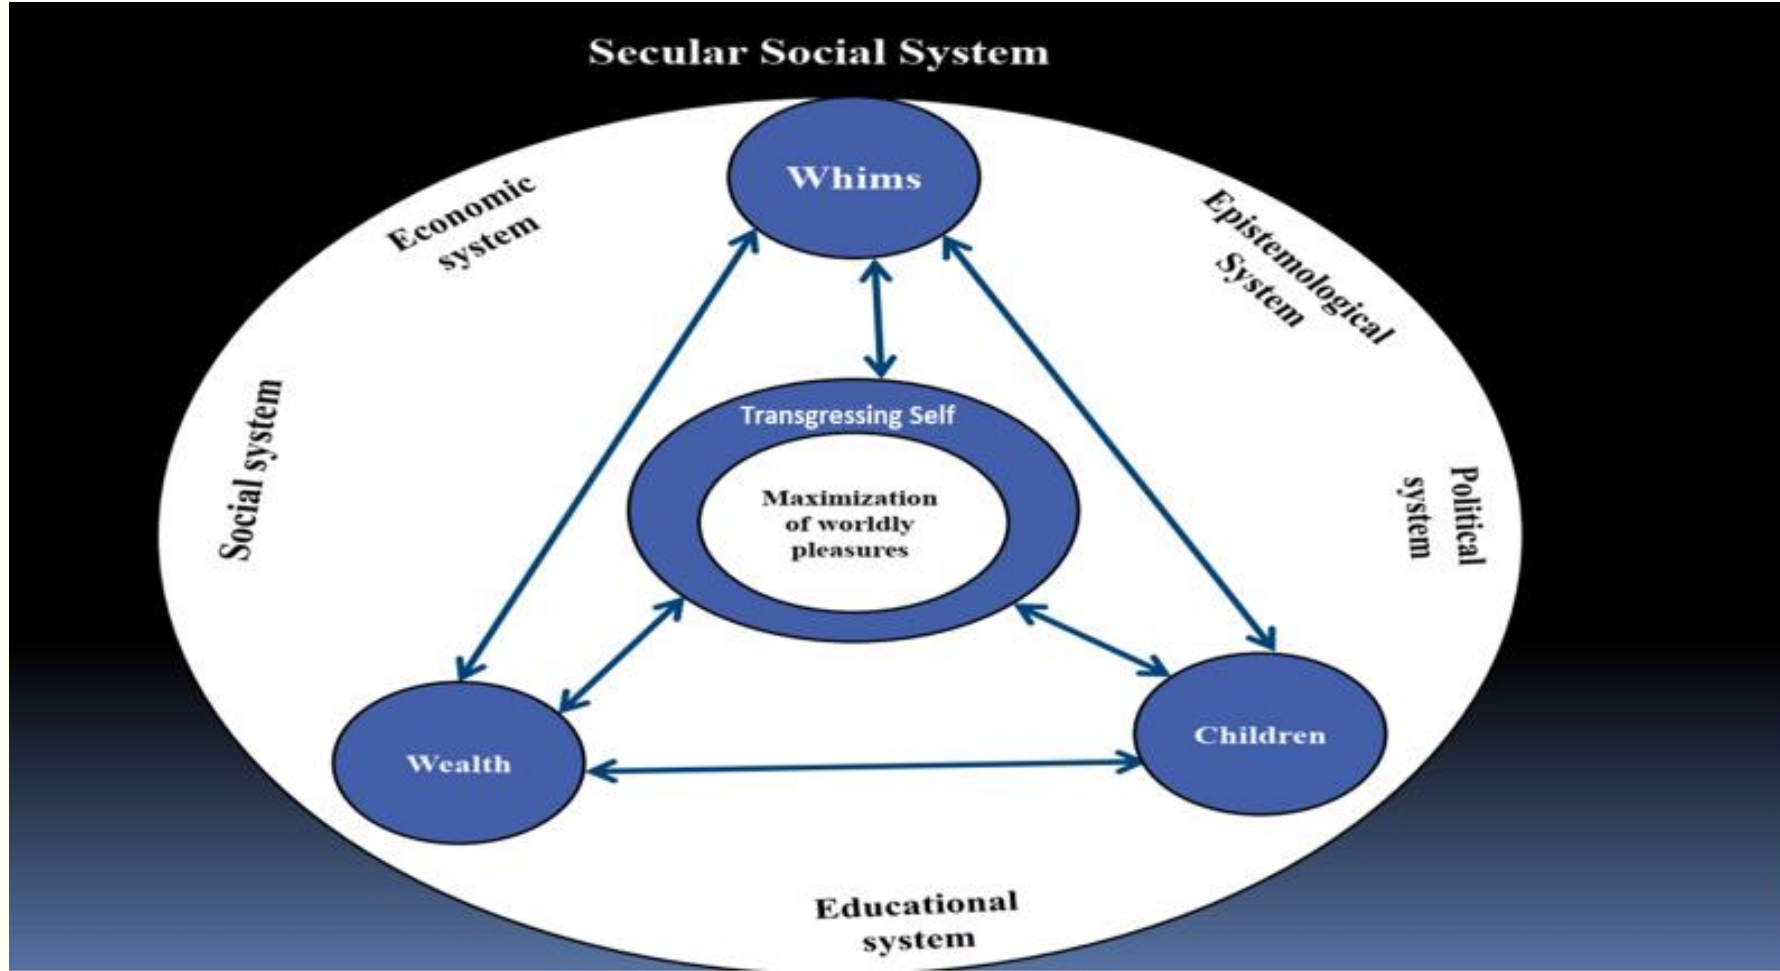 Secular Social System
Whims
Economic
system
Epistemological
System
Social system
Transgressing Self
Maximization
of worldly
pleasures
Political
system
Wealth
Children
Educational
system